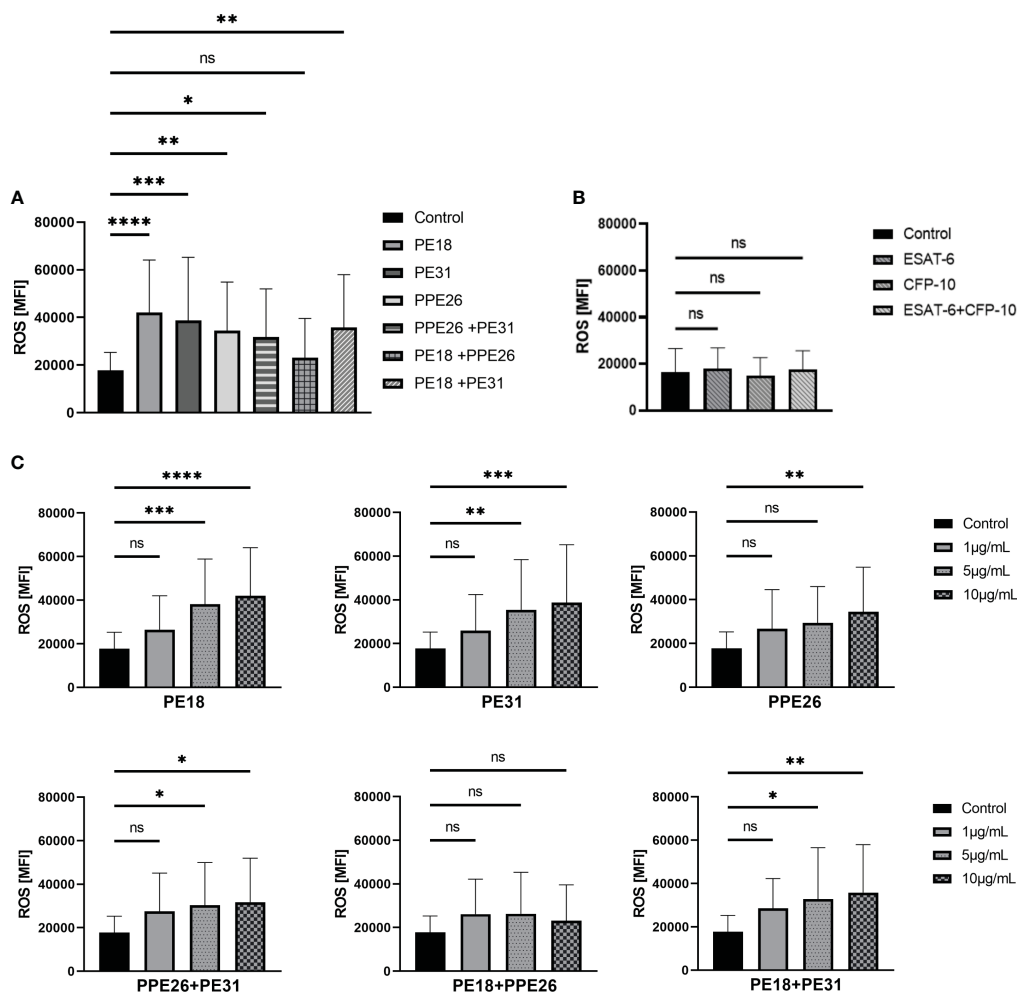 **
ns
*
**
***
A
****
80000
60000
40000
20000
0
ROS [MFI]
Control
PE18
PE31
PPE26
PPE26 +PE31
PE18 +PPE26
PE18 +PE31
B
80000
60000
40000
20000
0
ROS [MFI]
ns
ns
ns
Control
ESAT-6
CFP-10
ESAT-6+CFP-10
C
****
***
ns
80000
60000
40000
20000
0
ROS [MFI]
PE18
***
**
ns
80000
60000
40000
20000
0
ROS [MFI]
PE31
**
ns
ns
80000
60000
40000
20000
0
ROS [MFI]
PPE26
Control
1µg/mL
5µg/mL
10µg/mL
*
*
ns
80000
60000
40000
20000
0
ROS [MFI]
PPE26+PE31
ns
ns
ns
80000
60000
40000
20000
0
ROS [MFI]
PE18+PPE26
**
*
ns
80000
60000
40000
20000
0
ROS [MFI]
PE18+PE31
Control
1µg/mL
5µg/mL
10µg/mL